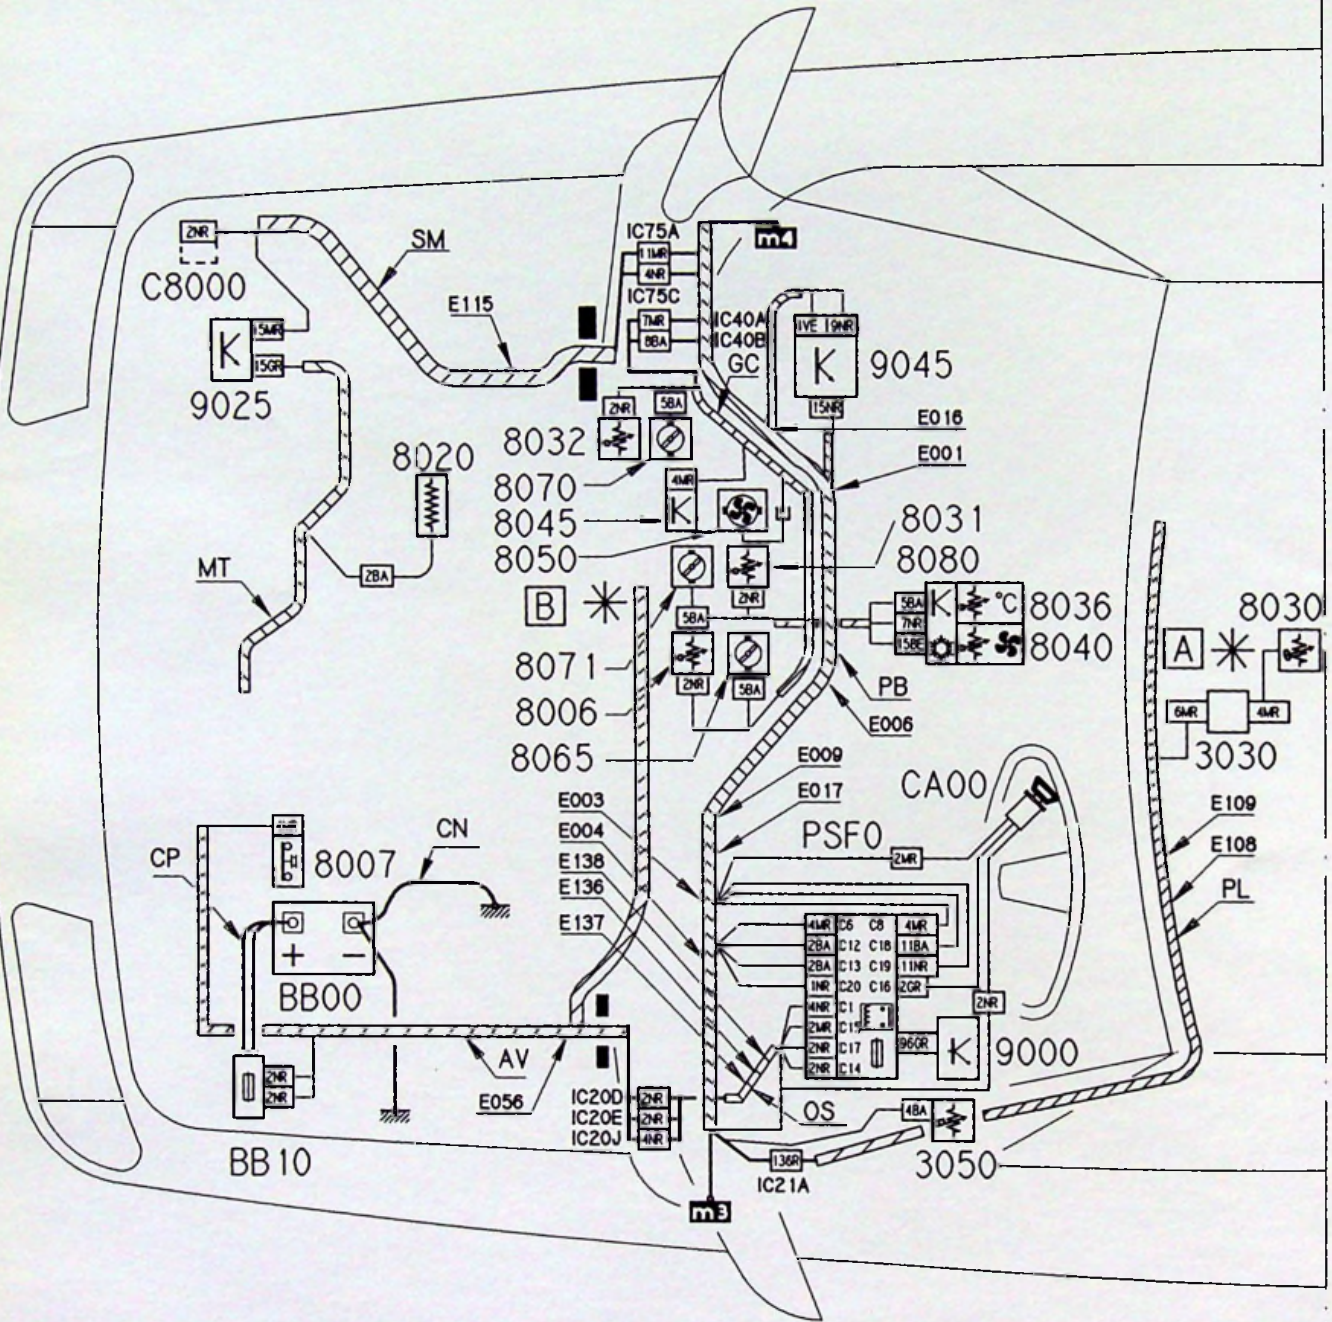 IC75A
m4
2NR
SM
11MR
4NR
C8000
IC75C
E115
7MR
IC40A
1VE 19NR
15MR
8BA
IC40B
K
GC
K
9045
15GR
9025
2NR
5BA
15NR
E016
8032
8020
E001
8070
4MR
8045
K
8031
8050
8080
MT
2BA
B
5BA
2NR
5BA
K
°C
8036
8030
7NR
15BE
8040
A
8071
2NR
5BA
PB
8006
E006
6MR
4MR
8065
3030
E009
CA00
E003
E017
E109
CN
E004
PSF0
E108
CP
8007
E138
2MR
PL
E136
E137
4MR C6 C8 4MR
+ −
2BA C12 C18 11BA
2BA C13 C19 11NR
BB00
1NR C20 C16 2GR
4NR C1
2NR
2MR C15
2NR C17
96GR
K
9000
AV
2NR C14
2NR
2NR
E056
IC20D
2NR
OS
IC20E
2NR
4BA
IC20J
4NR
BB10
136R
3050
IC21A
m3